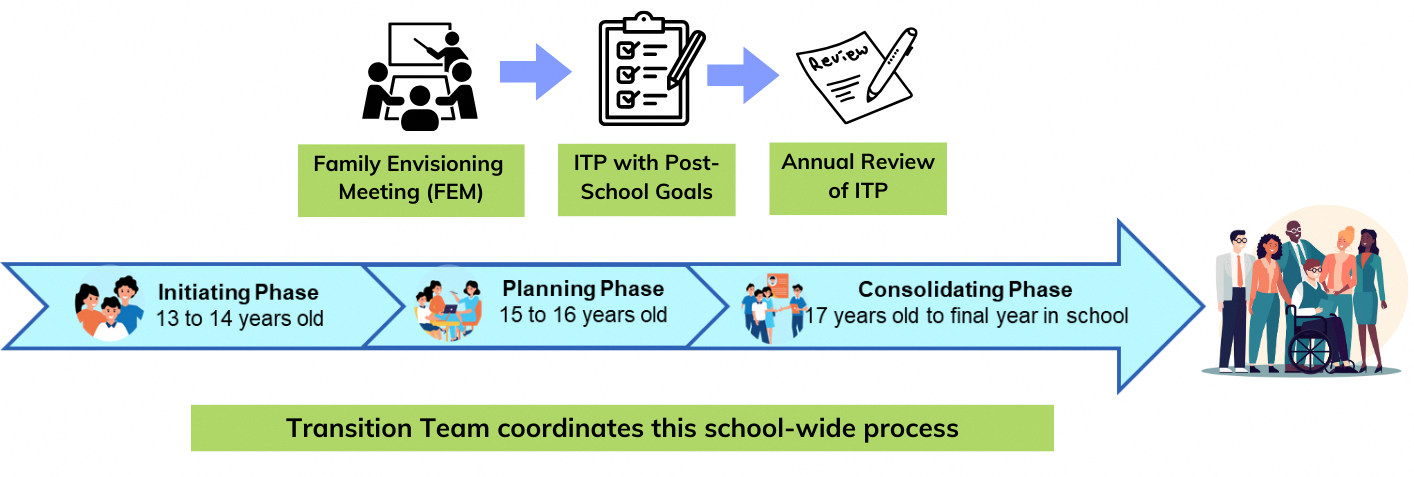 Review
Family Envisioning
Meeting (FEM)
ITP with Post-
School Goals
Annual Review
of ITP
Initiating Phase
13 to 14 years old
Planning Phase
15 to 16 years old
Consolidating Phase
17 years old to final year in school
Transition Team coordinates this school-wide process